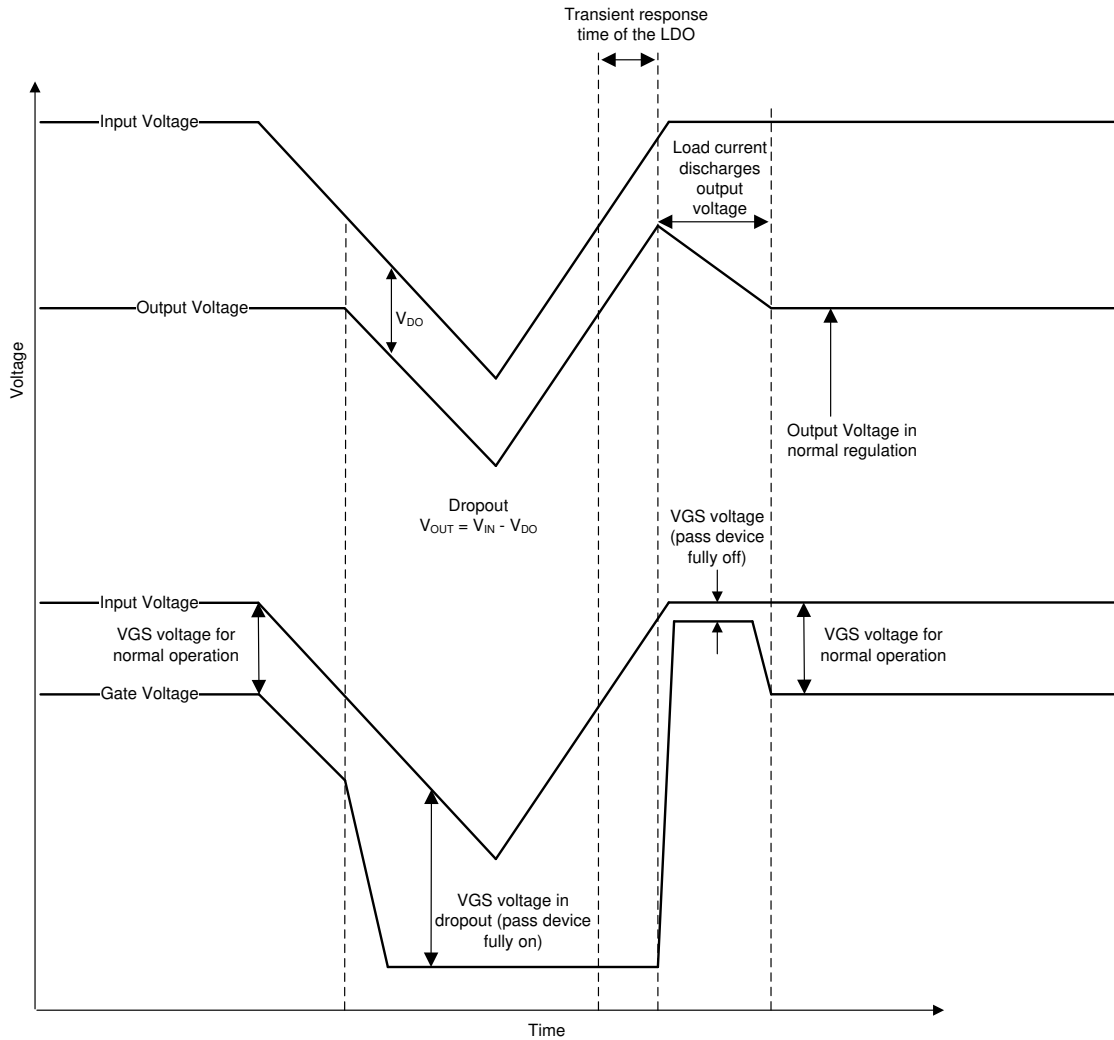 Transient response
time of the LDO
Input Voltage
Load current
discharges
output
voltage
Output Voltage
V_DO
Voltage
Output Voltage in
normal regulation
Dropout
V_OUT = V_IN - V_DO
VGS voltage
(pass device
fully off)
Input Voltage
VGS voltage for
normal operation
VGS voltage for
normal operation
Gate Voltage
VGS voltage in
dropout (pass device
fully on)
Time